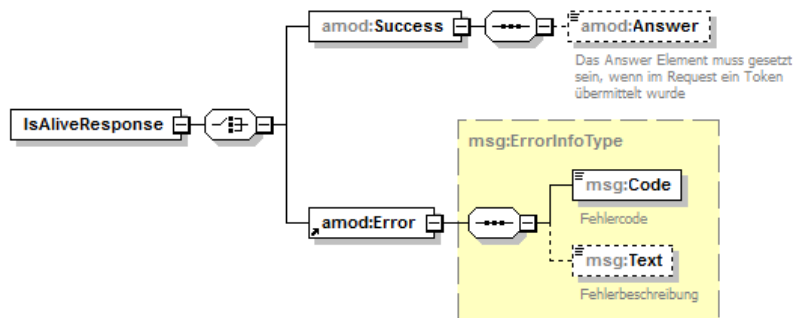 amod:Success
amod:Answer
Das Answer Element muss gesetzt
sein, wenn im Request ein Token
übermittelt wurde
IsAliveResponse
msg:ErrorInfoType
msg:Code
Fehlercode
amod:Error
msg:Text
Fehlerbeschreibung